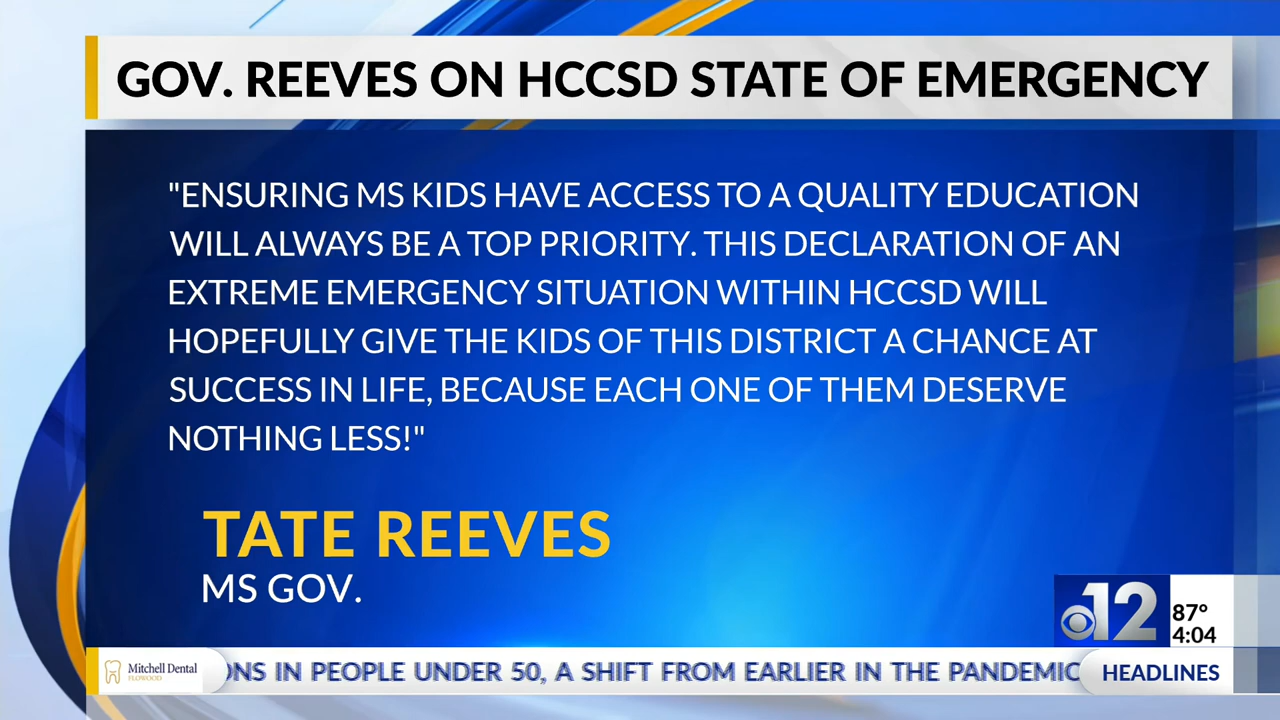 GOV. REEVES ON HCCSD STATE OF EMERGENCY
"ENSURING MS KIDS HAVE ACCESS TO A QUALITY EDUCATION
WILL ALWAYS BE A TOP PRIORITY. THIS DECLARATION OF AN
EXTREME EMERGENCY SITUATION WITHIN HCCSD WILL
HOPEFULLY GIVE THE KIDS OF THIS DISTRICT A CHANCE AT
SUCCESS IN LIFE, BECAUSE EACH ONE OF THEM DESERVE
NOTHING LESS!"
TATE REEVES
MS GOV.
12
87°
4:04
Mitchell Dental
FLOWOOD
ONS IN PEOPLE UNDER 50, A SHIFT FROM EARLIER IN THE PANDEMIC
HEADLINES